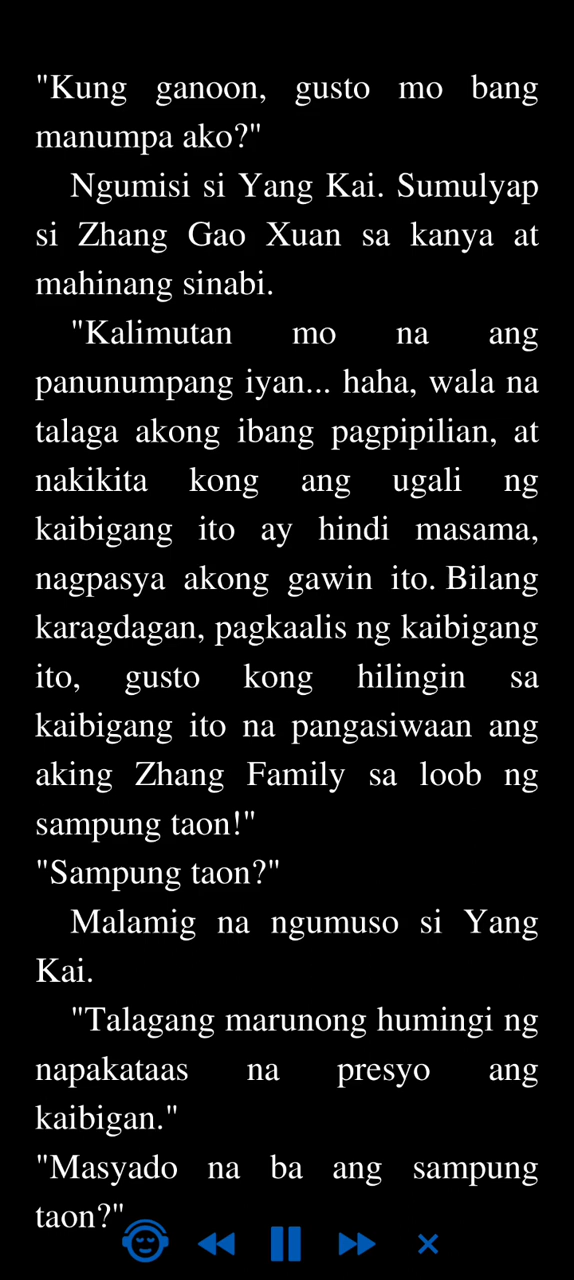 "Kung ganoon, gusto mo bang
manumpa ako?"
Ngumisi si Yang Kai. Sumulyap
si Zhang Gao Xuan sa kanya at
mahinang sinabi.
"Kalimutan mo na ang
panunumpang iyan... haha, wala na
talaga akong ibang pagpipilian, at
nakikita kong ang ugali ng
kaibigang ito ay hindi masama,
nagpasya akong gawin ito. Bilang
karagdagan, pagkaalis ng kaibigang
ito, gusto kong hilingin sa
kaibigang ito na pangasiwaan ang
aking Zhang Family sa loob ng
sampung taon!"
"Sampung taon?"
Malamig na ngumuso si Yang
Kai.
"Talagang marunong humingi ng
napakataas na presyo ang
kaibigan."
"Masyado na ba ang sampung
taon?"